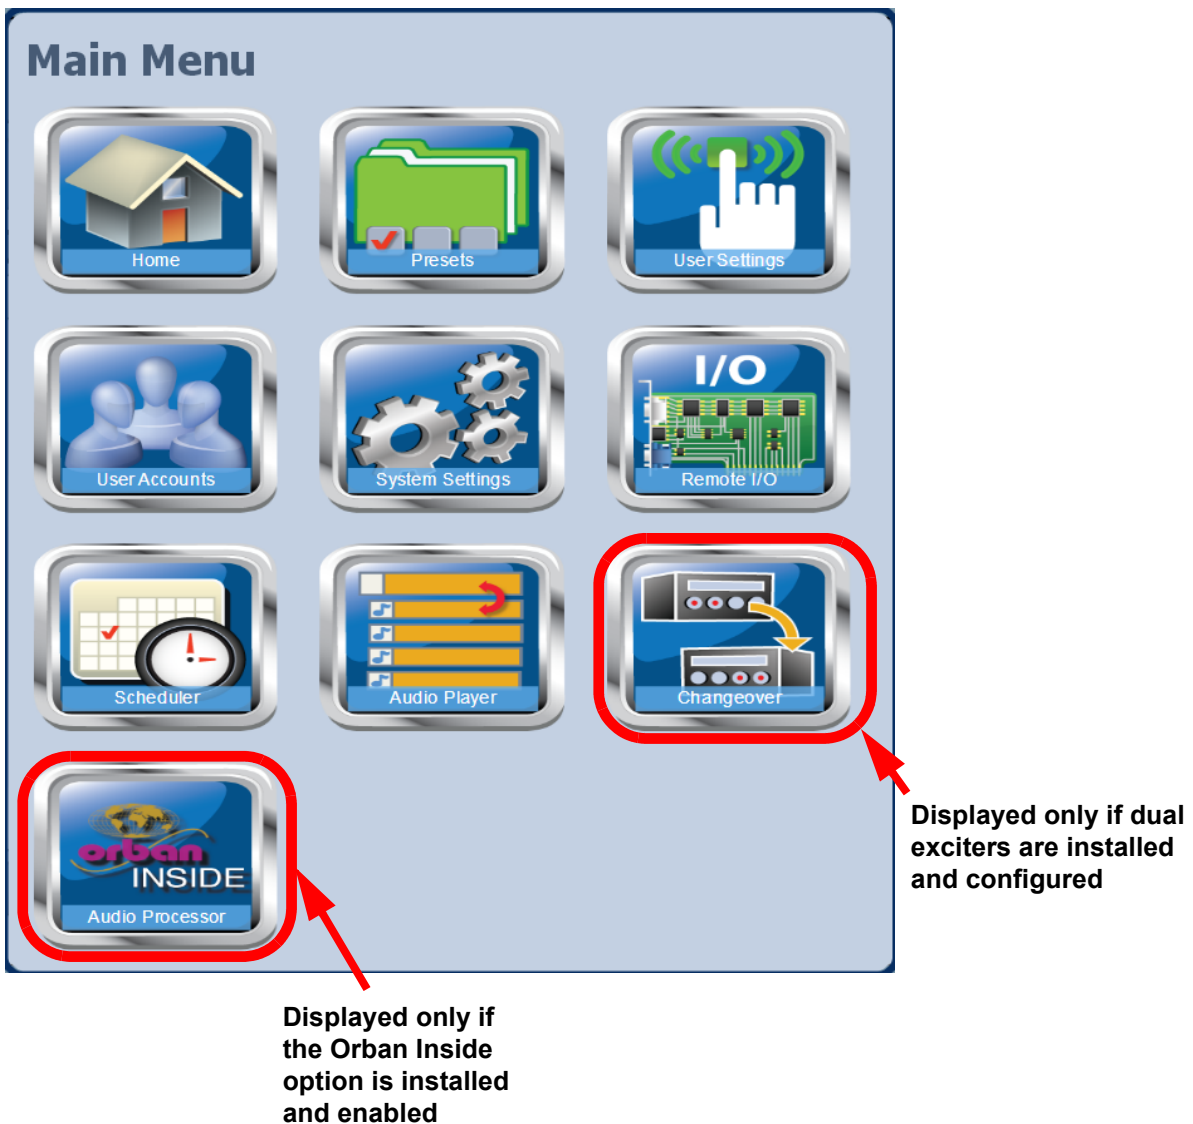 Main Menu
Home
Presets
User Settings
User Accounts
System Settings
I/O
Remote I/O
Scheduler
Audio Player
Changeover
orban
INSIDE
Audio Processor
Displayed only if dual
exciters are installed
and configured
Displayed only if
the Orban Inside
option is installed
and enabled